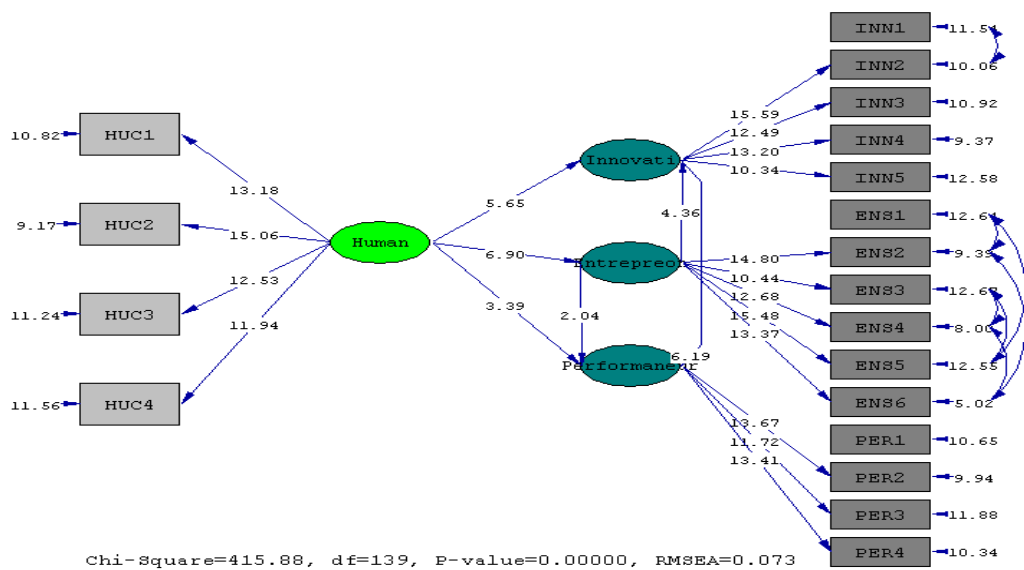 INN1 11.54
INN2 10.06
15.59
INN3 10.92
12.49
10.82 HUC1
INN4 9.37
13.20
Innovati
10.34
INN5 12.58
13.18
5.65
4.36
ENS1 12.61
9.17 HUC2
15.06
Human
6.90
ENS2 9.39
14.80
Entrepreon
10.44
ENS3 12.67
12.53
12.68
3.39
2.04
15.48
11.24 HUC3
11.94
13.37
ENS4 8.00
6.19
Performaneur
ENS5 12.55
11.56 HUC4
ENS6 5.02
13.67
11.72
PER1 10.65
13.41
PER2 9.94
PER3 11.88
PER4 10.34
Chi-Square=415.88, df=139, P-value=0.00000, RMSEA=0.073